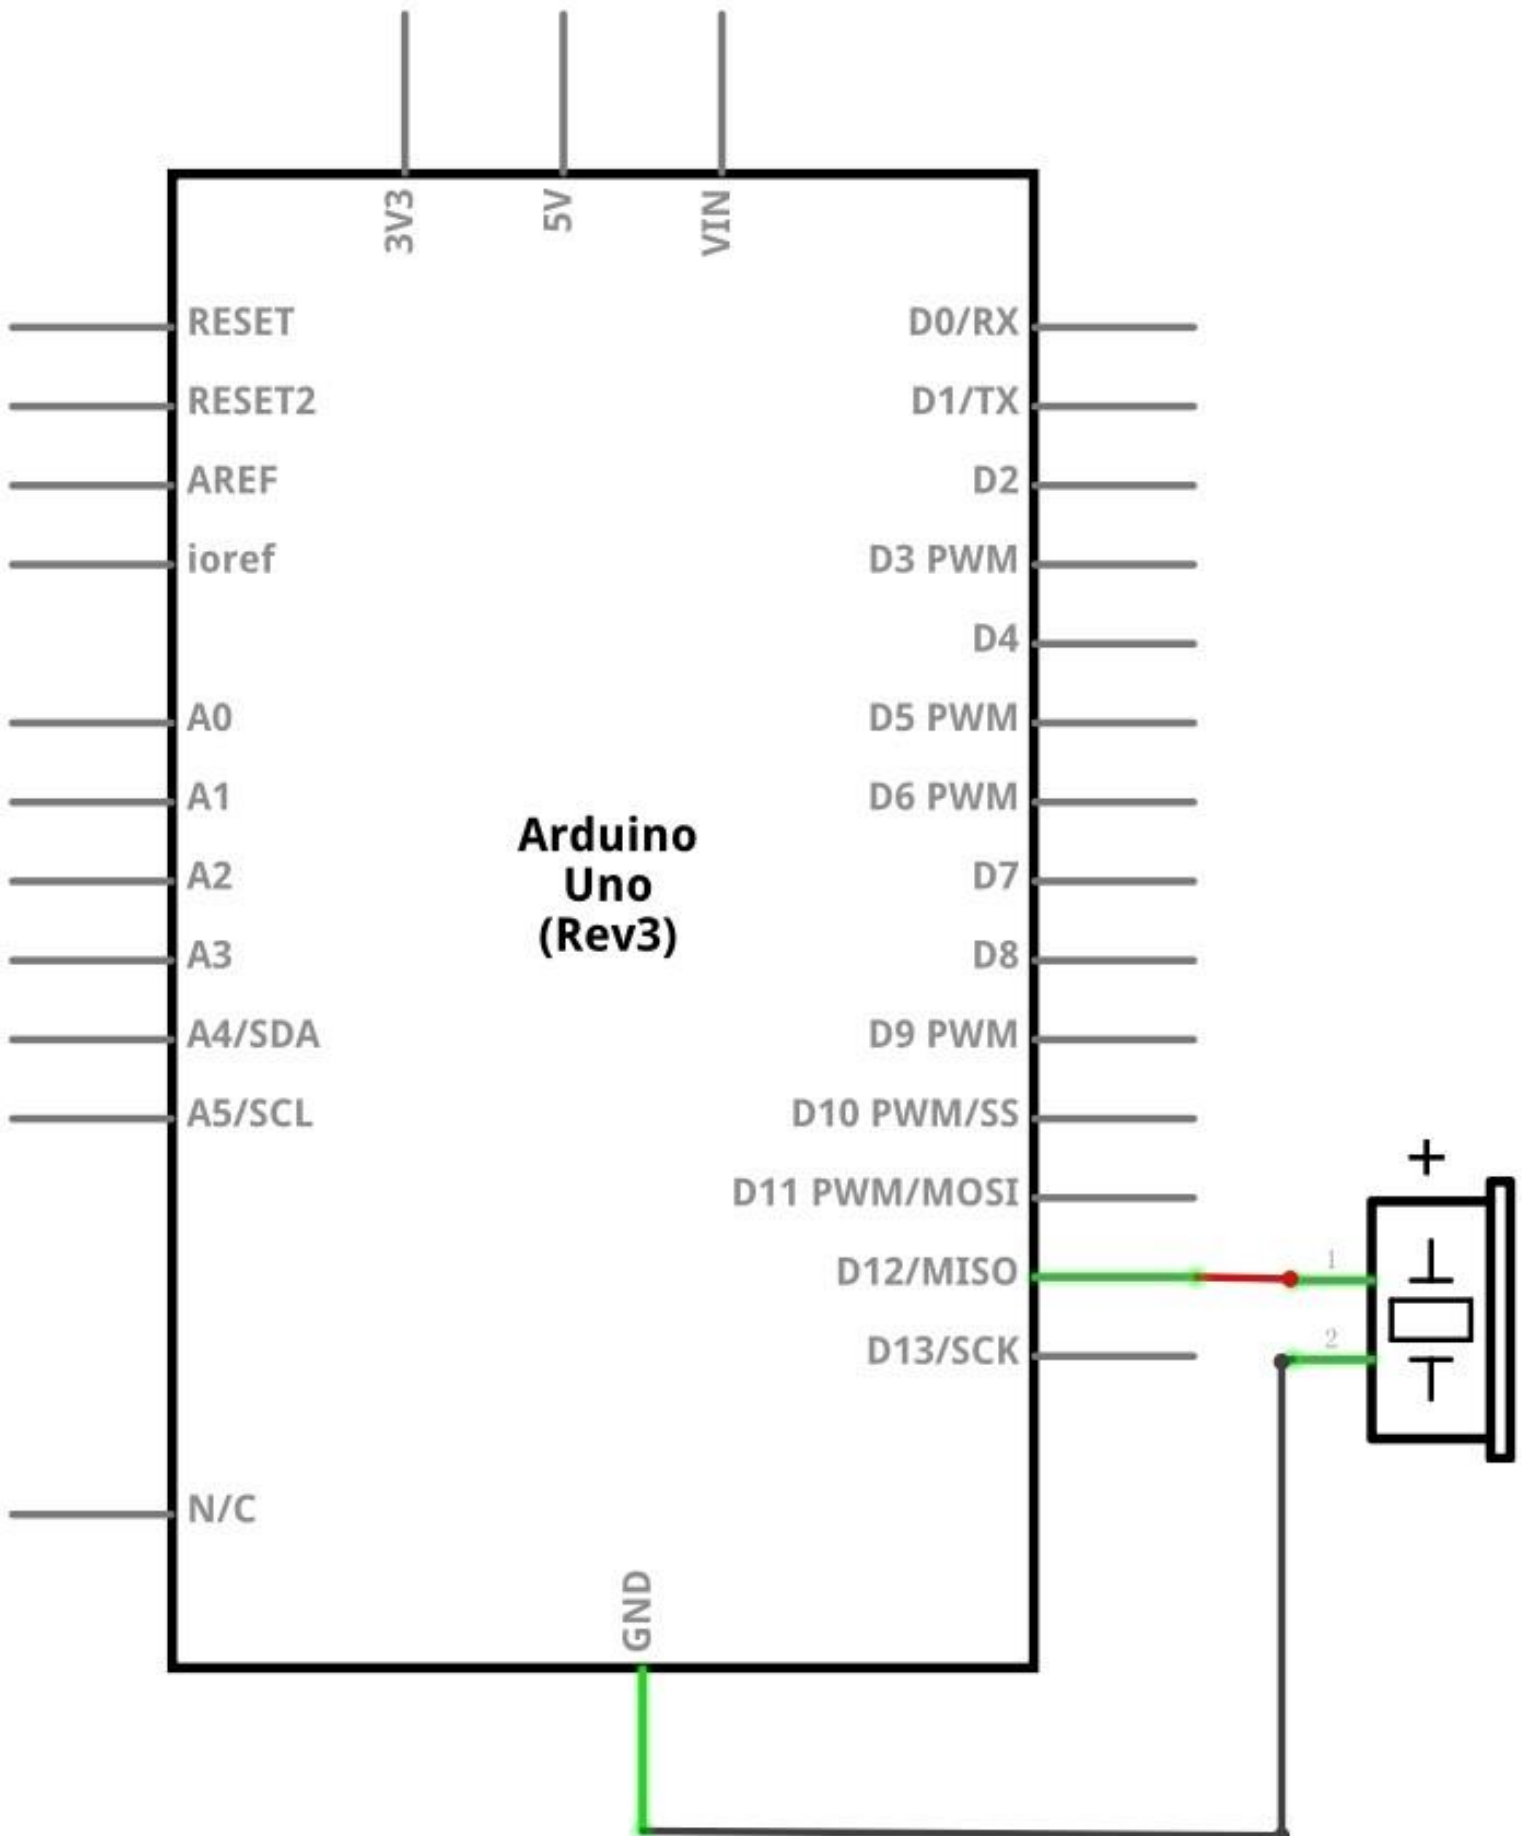 3V3
5V
VIN
RESET
RESET2
AREF
ioref
A0
A1
A2
A3
A4/SDA
A5/SCL
N/C
Arduino
Uno
(Rev3)
D0/RX
D1/TX
D2
D3 PWM
D4
D5 PWM
D6 PWM
D7
D8
D9 PWM
D10 PWM/SS
D11 PWM/MOSI
D12/MISO
D13/SCK
GND
+
1
2